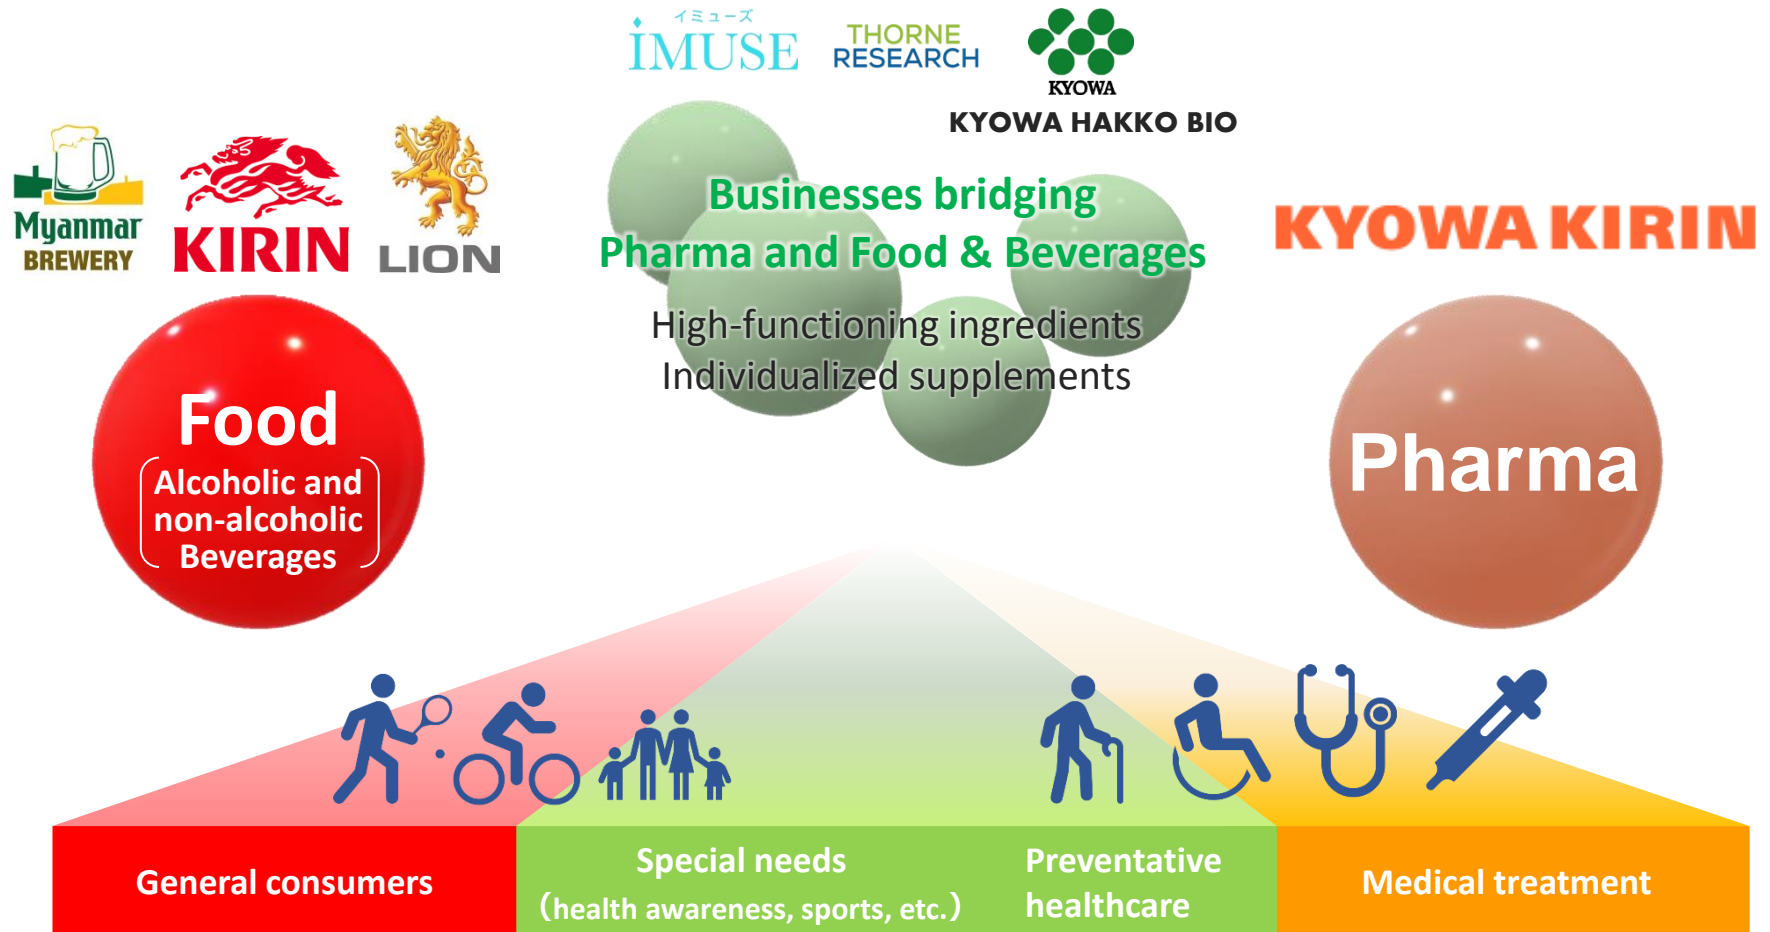 イミューズ
iMUSE
THORNE
RESEARCH
KYOWA
KYOWA HAKKO BIO
Myanmar
BREWERY
KIRIN
LION
Businesses bridging
Pharma and Food & Beverages
High-functioning ingredients
Individualized supplements
KYOWA KIRIN
Food
Alcoholic and
non-alcoholic
Beverages
Pharma
General consumers
Special needs
(health awareness, sports, etc.)
Preventative
healthcare
Medical treatment